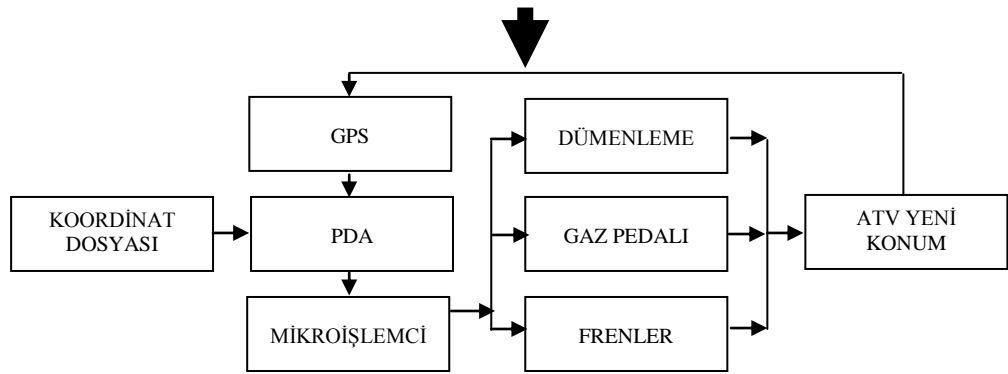 GPS
DÜMENLEME
KOORDİNAT
DOSYASI
PDA
GAZ PEDALI
ATV YENİ
KONUM
MİKROİŞLEMCİ
FRENLER